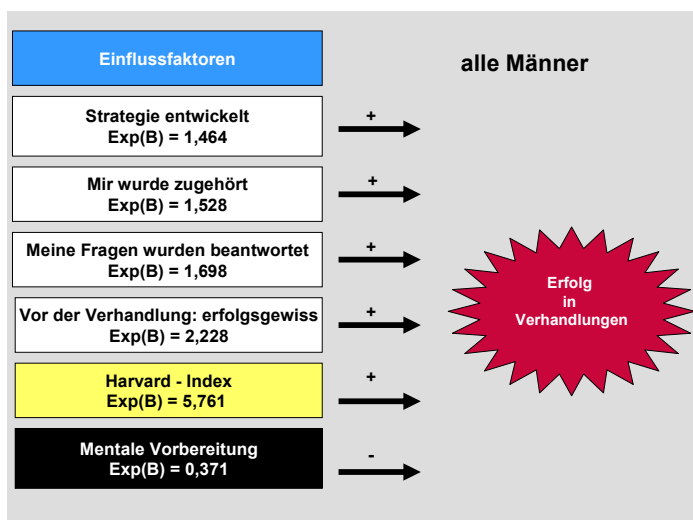 Einflussfaktoren
alle Männer
Strategie entwickelt
Exp(B) = 1,464
+
Mir wurde zugehört
Exp(B) = 1,528
+
Meine Fragen wurden beantwortet
Exp(B) = 1,698
+
Vor der Verhandlung: erfolgsgewiss
Exp(B) = 2,228
+
Harvard - Index
Exp(B) = 5,761
+
Mentale Vorbereitung
Exp(B) = 0,371
-
Erfolg
in
Verhandlungen